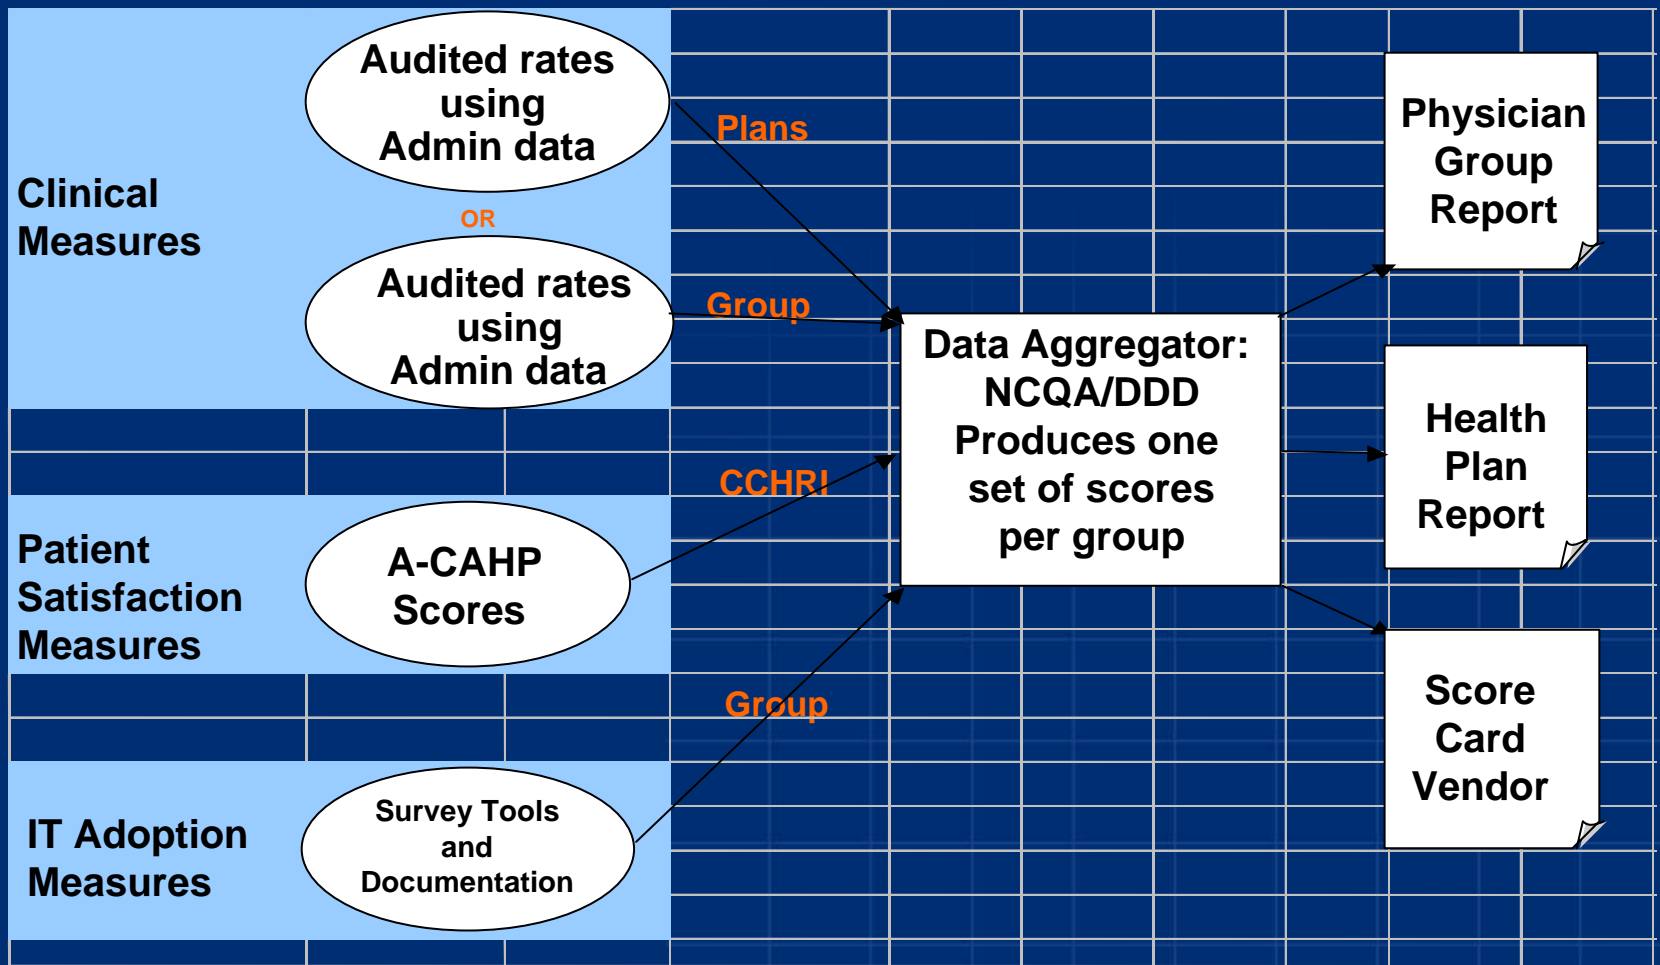 Clinical
Measures
Audited rates
using
Admin data
OR
Audited rates
using
Admin data
Patient
Satisfaction
Measures
A-CAHP
Scores
IT Adoption
Measures
Survey Tools
and
Documentation
Plans
Group
CCHRI
Group
Data Aggregator:
NCQA/DDD
Produces one
set of scores
per group
Physician
Group
Report
Health
Plan
Report
Score
Card
Vendor